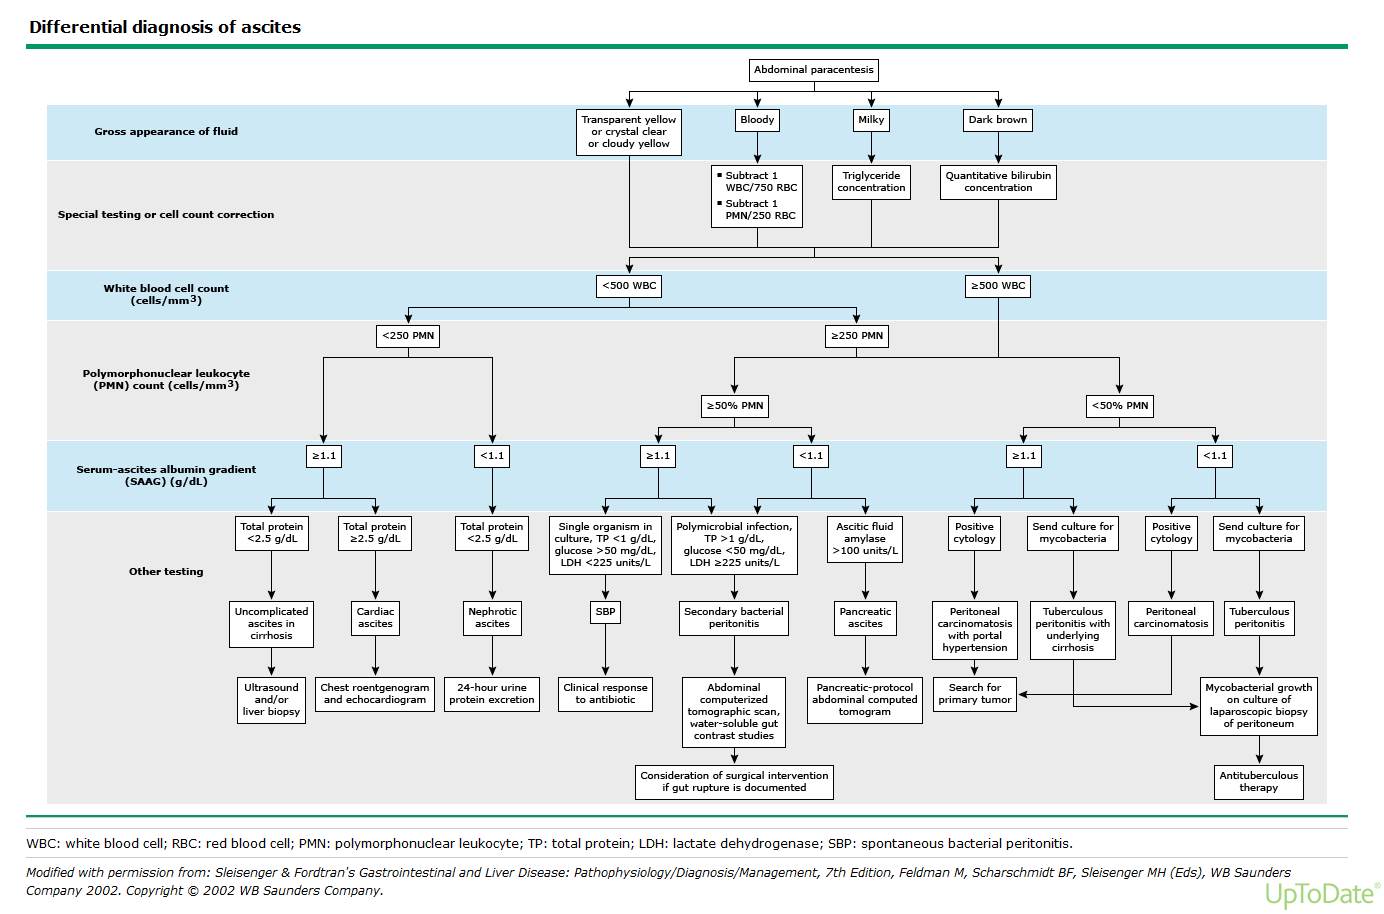 Differential diagnosis of ascites
Abdominal paracentesis
Gross appearance of fluid
Transparent yellow
or crystal clear
or cloudy yellow
Bloody
Milky
Dark brown
Special testing or cell count correction
▪ Subtract 1
WBC/750 RBC
▪ Subtract 1
PMN/250 RBC
Triglyceride
concentration
Quantitative bilirubin
concentration
White blood cell count
(cells/mm³)
<500 WBC
≥500 WBC
Polymorphonuclear leukocyte
(PMN) count (cells/mm³)
<250 PMN
≥250 PMN
≥50% PMN
<50% PMN
Serum-ascites albumin gradient
(SAAG) (g/dL)
≥1.1
<1.1
≥1.1
<1.1
≥1.1
<1.1
Other testing
Total protein
<2.5 g/dL
Total protein
≥2.5 g/dL
Total protein
<2.5 g/dL
Single organism in
culture, TP <1 g/dL,
glucose >50 mg/dL,
LDH <225 units/L
Polymicrobial infection,
TP >1 g/dL,
glucose <50 mg/dL,
LDH ≥225 units/L
Ascitic fluid
amylase
>100 units/L
Positive
cytology
Send culture for
mycobacteria
Positive
cytology
Send culture for
mycobacteria
Uncomplicated
ascites in
cirrhosis
Cardiac
ascites
Nephrotic
ascites
SBP
Secondary bacterial
peritonitis
Pancreatic
ascites
Peritoneal
carcinomatosis
with portal
hypertension
Tuberculous
peritonitis with
underlying
cirrhosis
Peritoneal
carcinomatosis
Tuberculous
peritonitis
Ultrasound
and/or
liver biopsy
Chest roentgenogram
and echocardiogram
24-hour urine
protein excretion
Clinical response
to antibiotic
Abdominal
computerized
tomographic scan,
water-soluble gut
contrast studies
Pancreatic-protocol
abdominal computed
tomogram
Search for
primary tumor
Mycobacterial growth
on culture of
laparoscopic biopsy
of peritoneum
Consideration of surgical intervention
if gut rupture is documented
Antituberculous
therapy
WBC: white blood cell; RBC: red blood cell; PMN: polymorphonuclear leukocyte; TP: total protein; LDH: lactate dehydrogenase; SBP: spontaneous bacterial peritonitis.
Modified with permission from: Sleisenger & Fordtran's Gastrointestinal and Liver Disease: Pathophysiology/Diagnosis/Management, 7th Edition, Feldman M, Scharschmidt BF, Sleisenger MH (Eds), WB Saunders
Company 2002. Copyright © 2002 WB Saunders Company.
UpToDate®